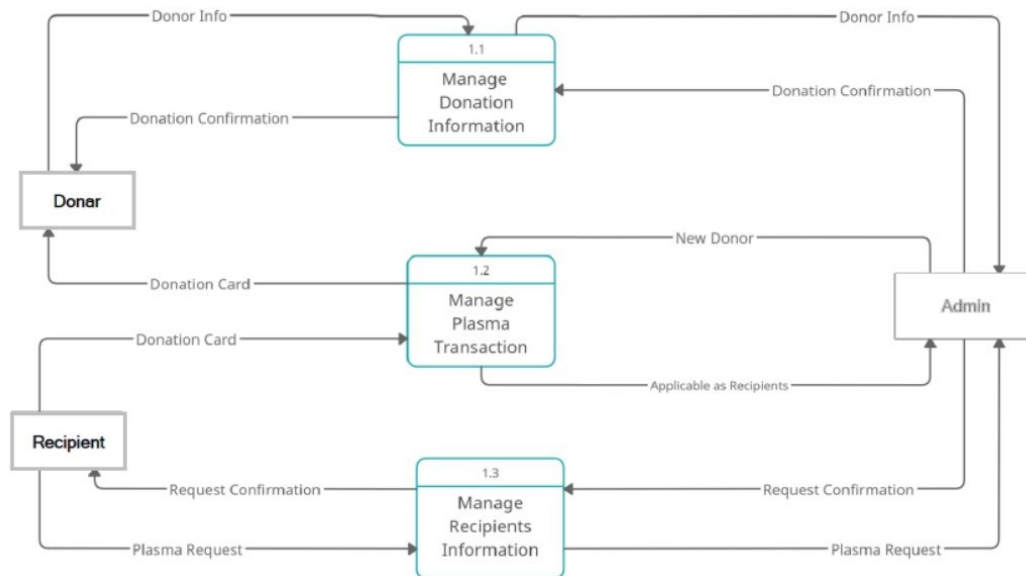 Donor Info
Donor Info
1.1
Manage
Donation
Information
Donation Confirmation
Donation Confirmation
Donar
New Donor
1.2
Manage
Plasma
Transaction
Donation Card
Admin
Donation Card
Applicable as Recipients
Recipient
1.3
Manage
Recipients
Information
Request Confirmation
Request Confirmation
Plasma Request
Plasma Request